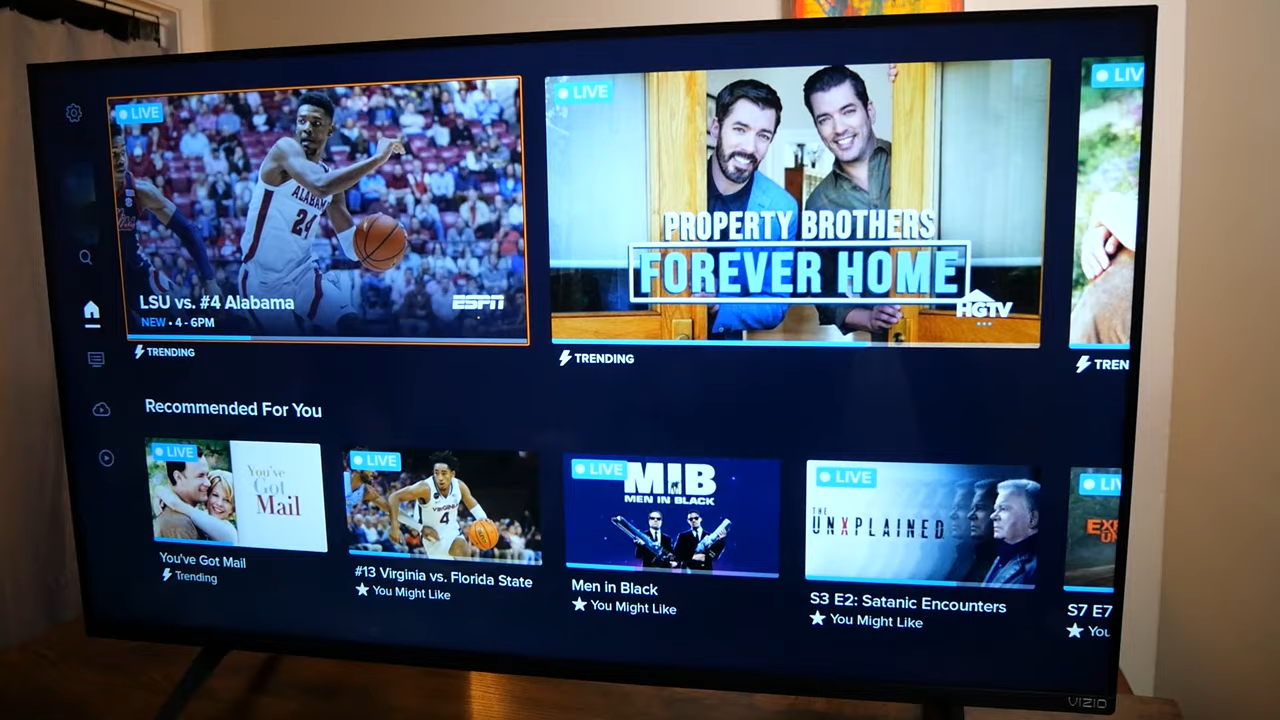 LIVE
ALABAMA
24
LSU vs. #4 Alabama
ESPN
NEW • 4 - 6PM
TRENDING
LIVE
PROPERTY BROTHERS
FOREVER HOME
HGTV
TRENDING
LIV
TREN
Recommended For You
LIVE
You've
Got
Mail
You've Got Mail
Trending
LIVE
VIRGINIA
4
#13 Virginia vs. Florida State
You Might Like
LIVE
MIB
MEN IN BLACK
Men in Black
You Might Like
LIVE
THE
UNXPLAINED
S3 E2: Satanic Encounters
You Might Like
LIV
S7 E7
You
VIZIO